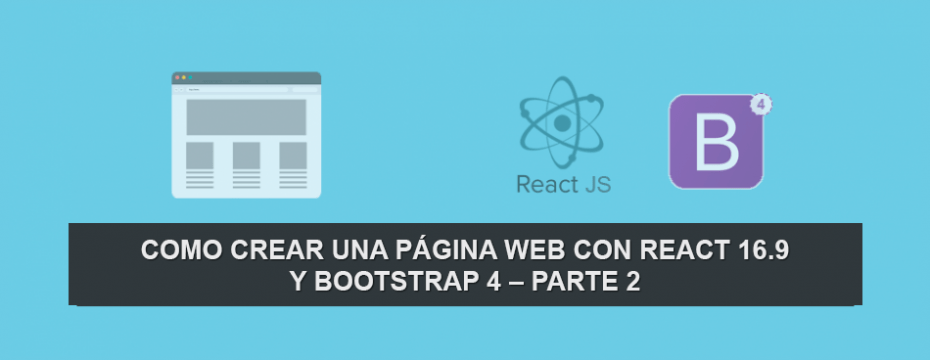 4
B
React JS
COMO CREAR UNA PÁGINA WEB CON REACT 16.9
Y BOOTSTRAP 4 – PARTE 2